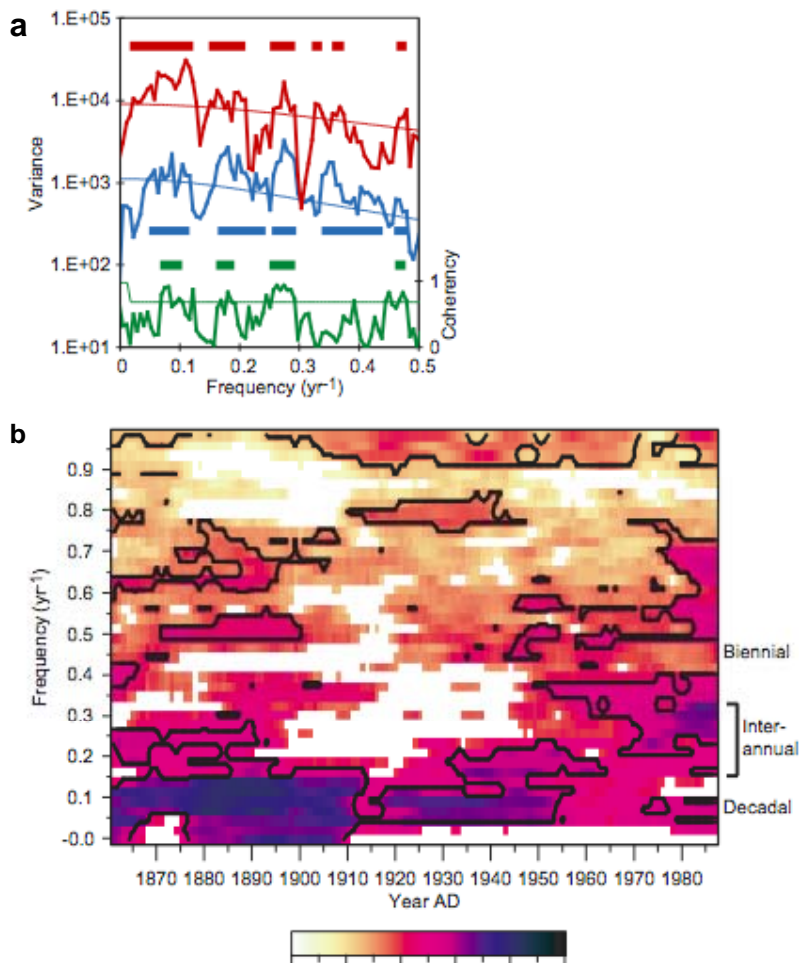 a
1.E+05
1.E+04
1.E+03
1.E+02
1.E+01
Variance
1
0
Coherency
0 0.1 0.2 0.3 0.4 0.5
Frequency (yr-1)
b
0.9
0.8
0.7
0.6
0.5
0.4
0.3
0.2
0.1
-0.0
Frequency (yr-1)
Biennial
Inter-
annual
Decadal
1870 1880 1890 1900 1910 1920 1930 1940 1950 1960 1970 1980
Year AD